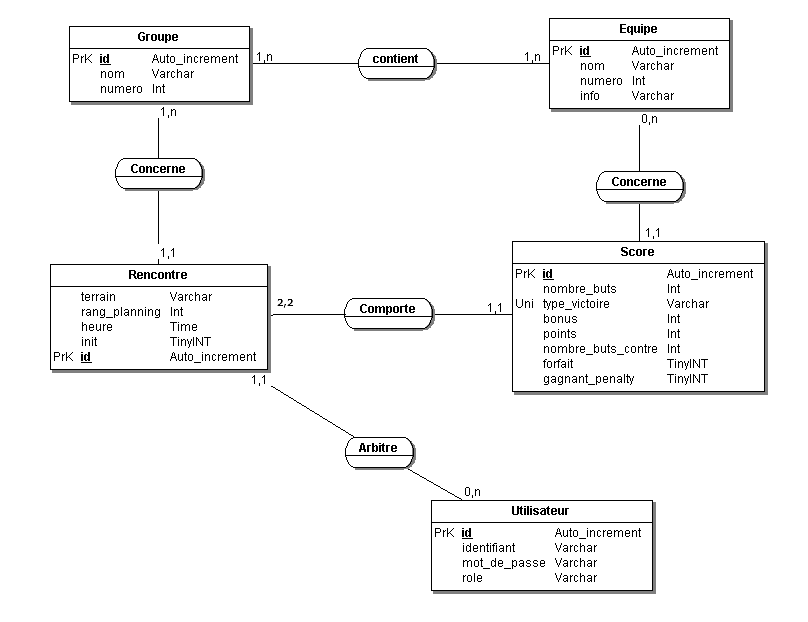 Groupe
PrK id Auto_increment
nom Varchar
numero Int
1,n
contient
1,n
Equipe
PrK id Auto_increment
nom Varchar
numero Int
info Varchar
1,n
0,n
Concerne
Concerne
1,1
1,1
Rencontre
terrain Varchar
rang_planning Int
heure Time
init TinyINT
PrK id Auto_increment
2,2
Comporte
1,1
Score
PrK id Auto_increment
nombre_buts Int
Uni type_victoire Varchar
bonus Int
points Int
nombre_buts_contre Int
forfait TinyINT
gagnant_penalty TinyINT
1,1
Arbitre
0,n
Utilisateur
PrK id Auto_increment
identifiant Varchar
mot_de_passe Varchar
role Varchar